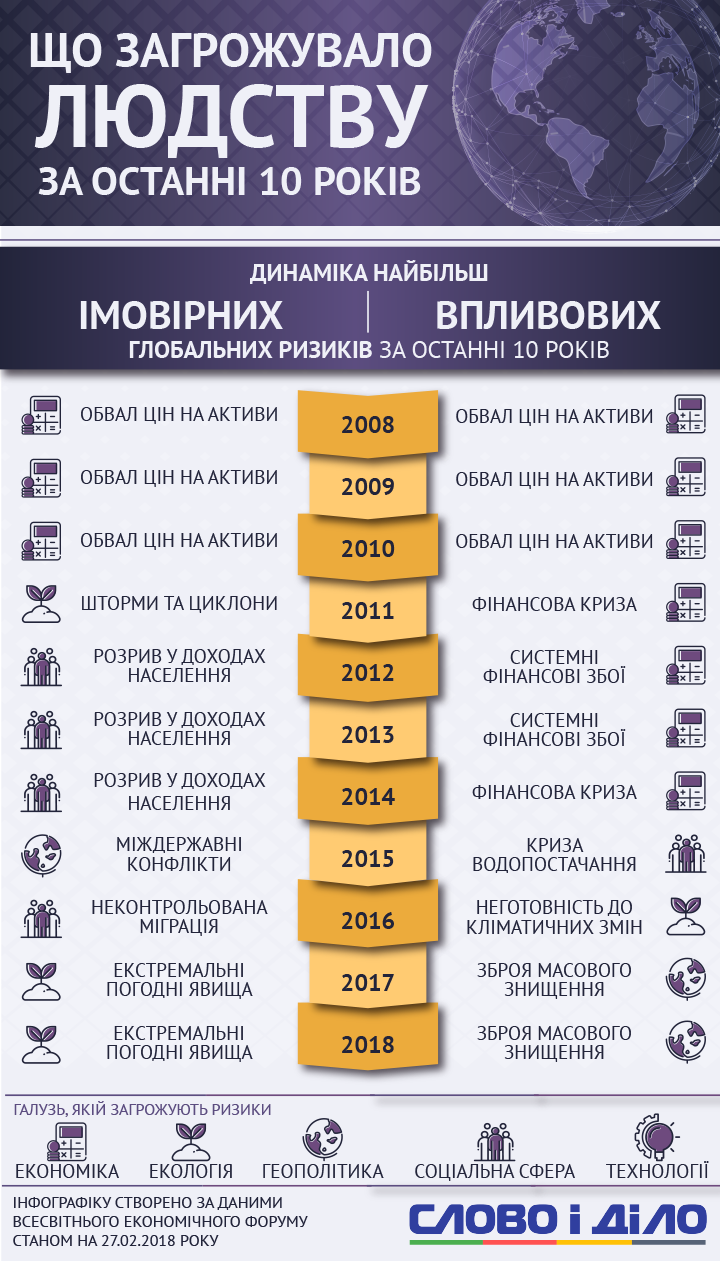 ЩО ЗАГРОЖУВАЛО
ЛЮДСТВУ
ЗА ОСТАННІ 10 РОКІВ
ДИНАМІКА НАЙБІЛЬШ
ІМОВІРНИХ | ВПЛИВОВИХ
ГЛОБАЛЬНИХ РИЗИКІВ ЗА ОСТАННІ 10 РОКІВ
ОБВАЛ ЦІН НА АКТИВИ
2008
ОБВАЛ ЦІН НА АКТИВИ
ОБВАЛ ЦІН НА АКТИВИ
2009
ОБВАЛ ЦІН НА АКТИВИ
ОБВАЛ ЦІН НА АКТИВИ
2010
ОБВАЛ ЦІН НА АКТИВИ
ШТОРМИ ТА ЦИКЛОНИ
2011
ФІНАНСОВА КРИЗА
РОЗРИВ У ДОХОДАХ
НАСЕЛЕННЯ
2012
СИСТЕМНІ
ФІНАНСОВІ ЗБОЇ
РОЗРИВ У ДОХОДАХ
НАСЕЛЕННЯ
2013
СИСТЕМНІ
ФІНАНСОВІ ЗБОЇ
РОЗРИВ У ДОХОДАХ
НАСЕЛЕННЯ
2014
ФІНАНСОВА КРИЗА
МІЖДЕРЖАВНІ
КОНФЛІКТИ
2015
КРИЗА
ВОДОПОСТАЧАННЯ
НЕКОНТРОЛЬОВАНА
МІГРАЦІЯ
2016
НЕГОТОВНІСТЬ ДО
КЛІМАТИЧНИХ ЗМІН
ЕКСТРЕМАЛЬНІ
ПОГОДНІ ЯВИЩА
2017
ЗБРОЯ МАСОВОГО
ЗНИЩЕННЯ
ЕКСТРЕМАЛЬНІ
ПОГОДНІ ЯВИЩА
2018
ЗБРОЯ МАСОВОГО
ЗНИЩЕННЯ
ГАЛУЗЬ, ЯКІЙ ЗАГРОЖУЮТЬ РИЗИКИ
ЕКОНОМІКА
ЕКОЛОГІЯ
ГЕОПОЛІТИКА
СОЦІАЛЬНА СФЕРА
ТЕХНОЛОГІЇ
ІНФОГРАФІКУ СТВОРЕНО ЗА ДАНИМИ
ВСЕСВІТНЬОГО ЕКОНОМІЧНОГО ФОРУМУ
СТАНОМ НА 27.02.2018 РОКУ
СЛОВО і ДіЛО